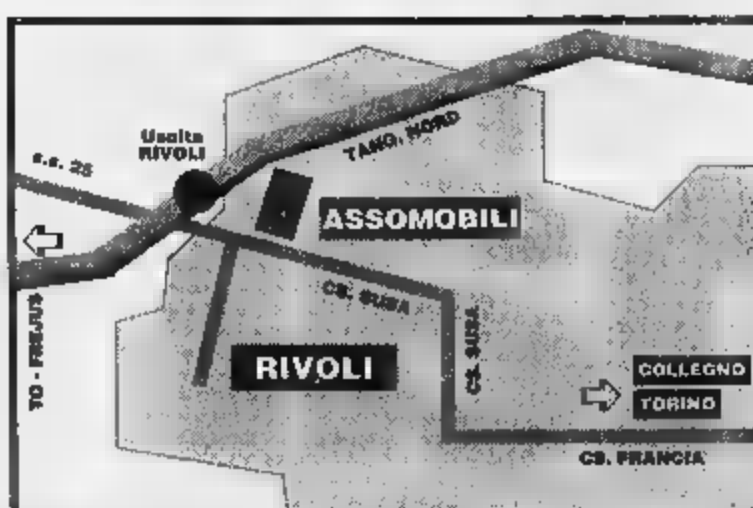 Uscita
RIVOLI
TANG. NORD
s.s. 25
ASSOMOBILI
CS. SUSA
TO - FREJUS
RIVOLI
CS. SUSA
COLLEGNO
TORINO
CS. FRANCIA